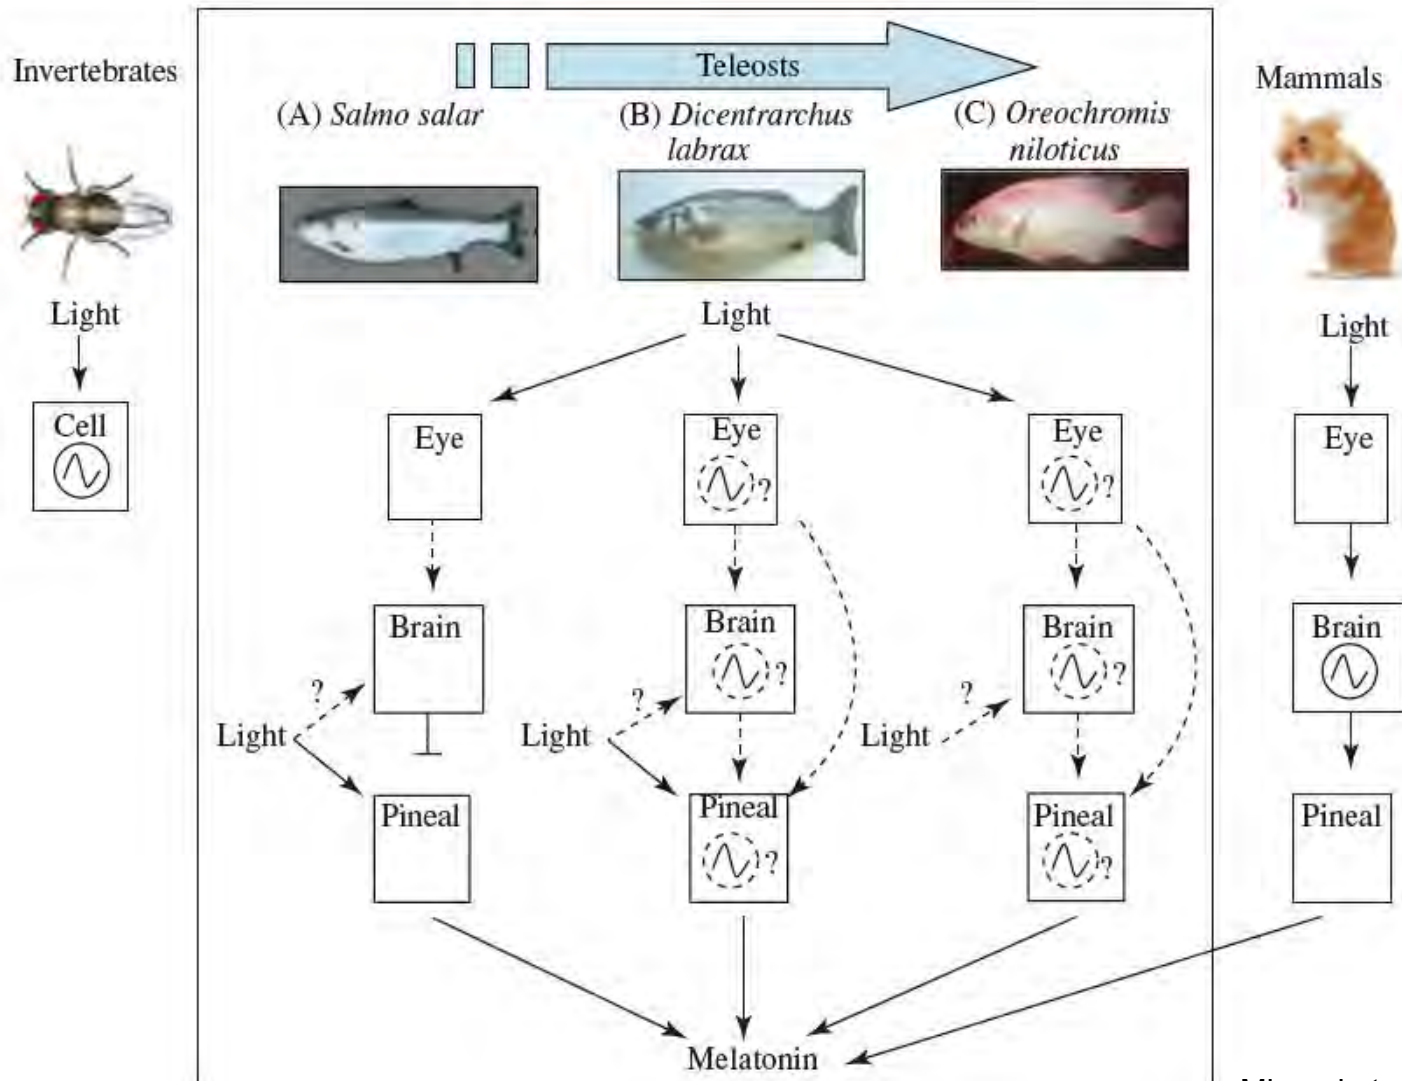 Invertebrates
Teleosts
Mammals
(A) Salmo salar
(B) Dicentrarchus
labrax
(C) Oreochromis
niloticus
Light
Light
Light
Cell
Eye
Eye
?
Eye
?
Eye
Brain
Brain
?
Brain
?
Brain
?
Light
?
Light
?
Light
Pineal
Pineal
?
Pineal
?
Pineal
Melatonin